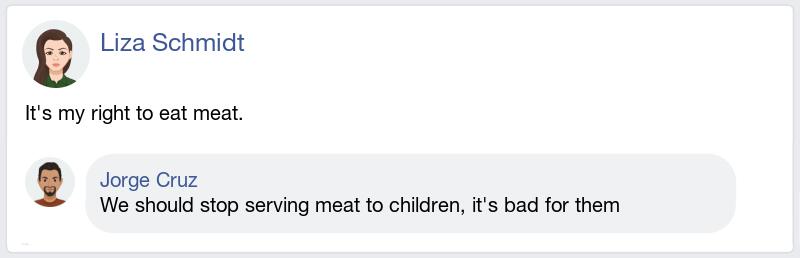 Liza Schmidt
It's my right to eat meat.
Jorge Cruz
We should stop serving meat to children, it's bad for them